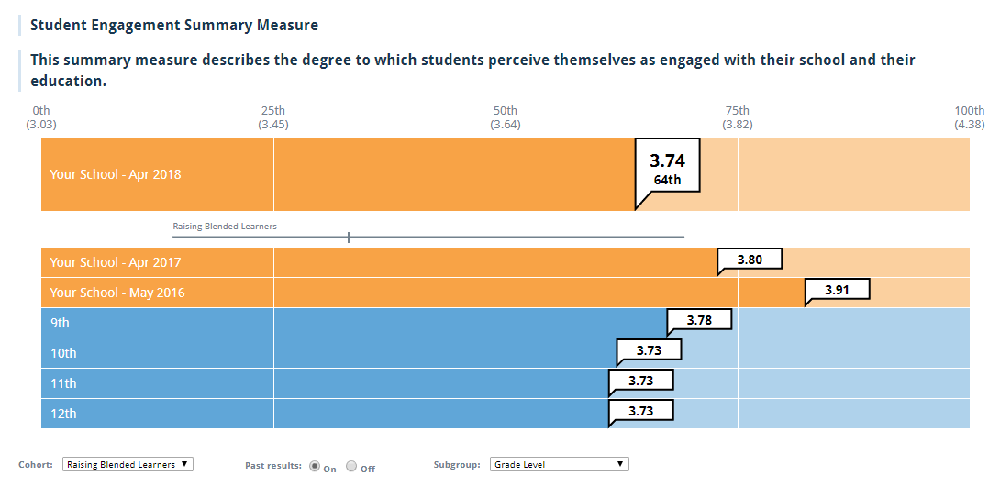 Student Engagement Summary Measure
This summary measure describes the degree to which students perceive themselves as engaged with their school and their
education.
0th 25th 50th 75th 100th
(3.03) (3.45) (3.64) (3.82) (4.38)
3.74
Your School - Apr 2018
64th
Raising Blended Learners
Your School - Apr 2017 3.80
Your School - May 2016 3.91
9th 3.78
10th 3.73
11th 3.73
12th 3.73
Cohort: Raising Blended Learners Past results: On Off Subgroup: Grade Level